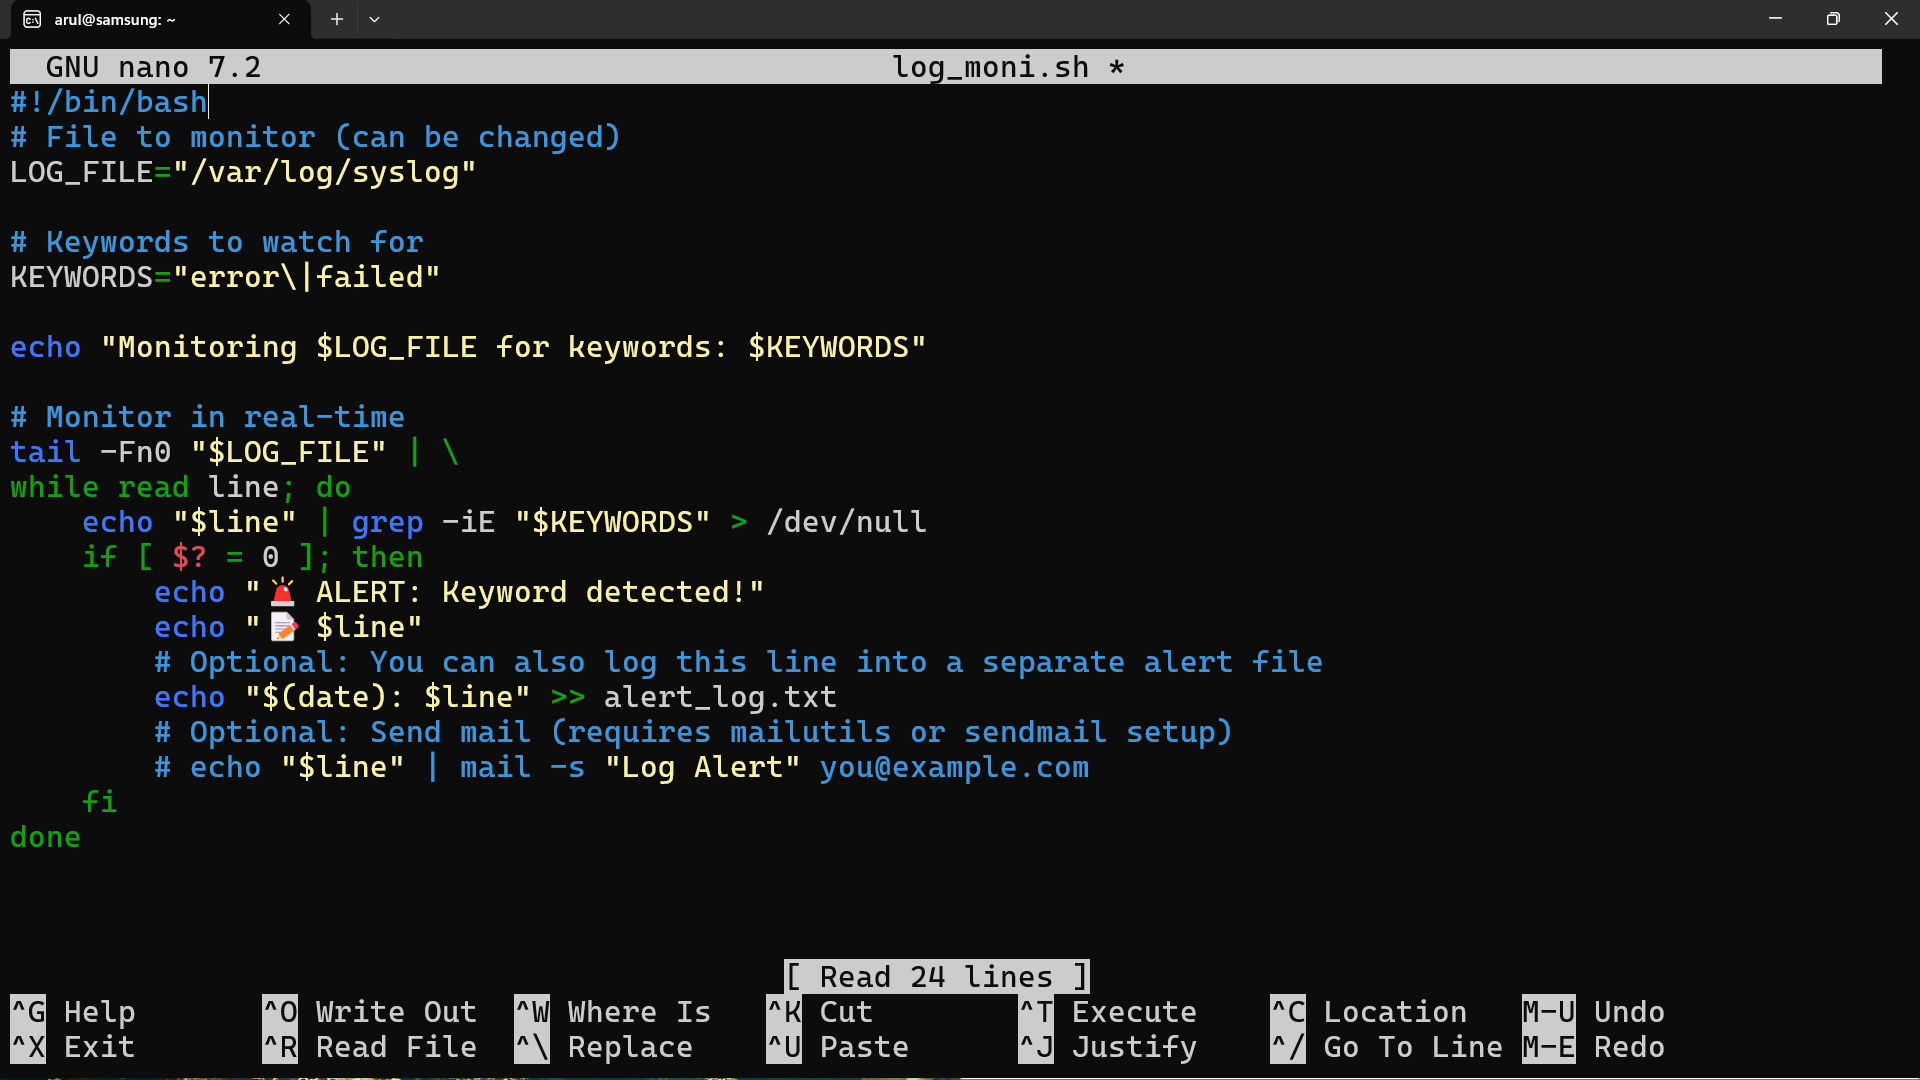 arul@samsung: ~
GNU nano 7.2 log_moni.sh *
#!/bin/bash
# File to monitor (can be changed)
LOG_FILE="/var/log/syslog"
# Keywords to watch for
KEYWORDS="error\|failed"
echo "Monitoring $LOG_FILE for keywords: $KEYWORDS"
# Monitor in real-time
tail -Fn0 "$LOG_FILE" | \
while read line; do
    echo "$line" | grep -iE "$KEYWORDS" > /dev/null
    if [ $? = 0 ]; then
        echo "🚨 ALERT: Keyword detected!"
        echo "📝 $line"
        # Optional: You can also log this line into a separate alert file
        echo "$(date): $line" >> alert_log.txt
        # Optional: Send mail (requires mailutils or sendmail setup)
        # echo "$line" | mail -s "Log Alert" you@example.com
    fi
done
[ Read 24 lines ]
^G Help ^O Write Out ^W Where Is ^K Cut ^T Execute ^C Location M-U Undo
^X Exit ^R Read File ^\ Replace ^U Paste ^J Justify ^/ Go To Line M-E Redo